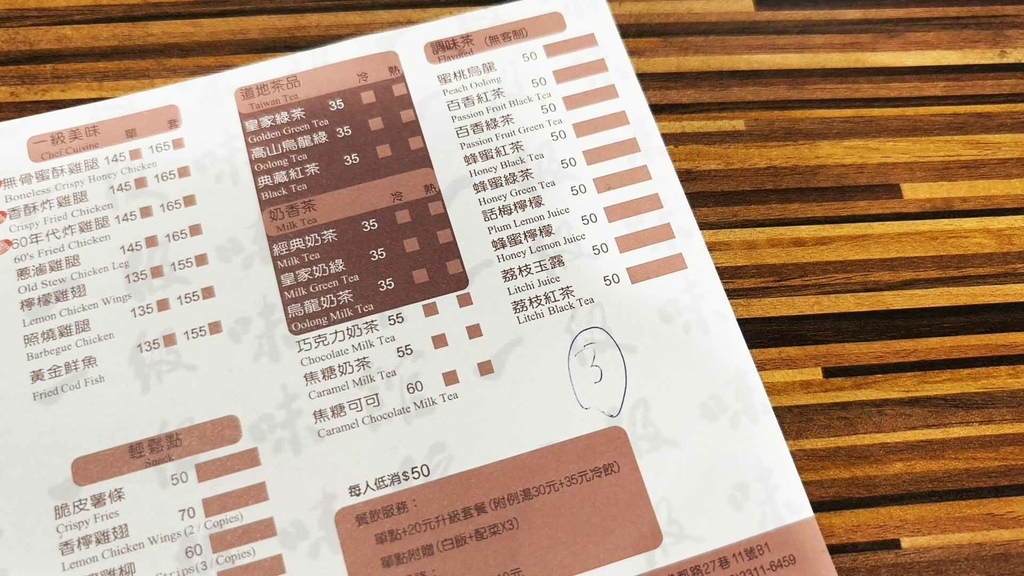 一級美味 單 套
Chef Cuisine
無骨蜜酥雞腿 145 165
Boneless Crispy Honey Chicken
香酥炸雞腿 145 165
Crispy Fried Chicken
60年代炸雞腿 145 165
60's Fried Chicken
蔥滷雞腿 145 165
Old Stew Chicken Leg
檸檬雞翅 135 155
Lemon Chicken Wings
照燒雞腿 135 155
Barbegue Chicken
黃金鮮魚 135 155
Fried Cod Fish
輕鬆點
Snack
脆皮薯條 50
Crispy Fries
香檸雞翅 70
Lemon Chicken Wings (2 / Copies)
雞柳 60
Strips (3 / Copies)
道地茶品 冷 熱
Taiwan Tea
皇家綠茶 35
Golden Green Tea
高山烏龍綠 35
Oolong Tea
典藏紅茶 35
Black Tea
奶香茶 冷 熱
Milk Tea
經典奶茶 35
Milk Tea
皇家奶綠 35
Milk Green Tea
烏龍奶茶 35
Oolong Milk Tea
巧克力奶茶 55
Chocolate Milk Tea
焦糖奶茶 55
Caramel Milk Tea
焦糖可可 60
Caramel Chocolate Milk Tea
調味茶 (無客制)
Flavored
蜜桃烏龍 50
Peach Oolong
百香紅茶 50
Passion Fruit Black Tea
百香綠茶 50
Passion Fruit Green Tea
蜂蜜紅茶 50
Honey Black Tea
蜂蜜綠茶 50
Honey Green Tea
話梅檸檬 50
Plum Lemon Juice
蜂蜜檸檬 50
Honey Lemon Juice
荔枝玉露 50
Litchi Juice
荔枝紅茶 50
Litchi Black Tea
3
每人低消$50
餐飲服務：
單點+20元升級套餐(附例湯30元+35元冷飲)
單點附贈(白飯+配菜X3)
路27巷11號B1
2311-6459